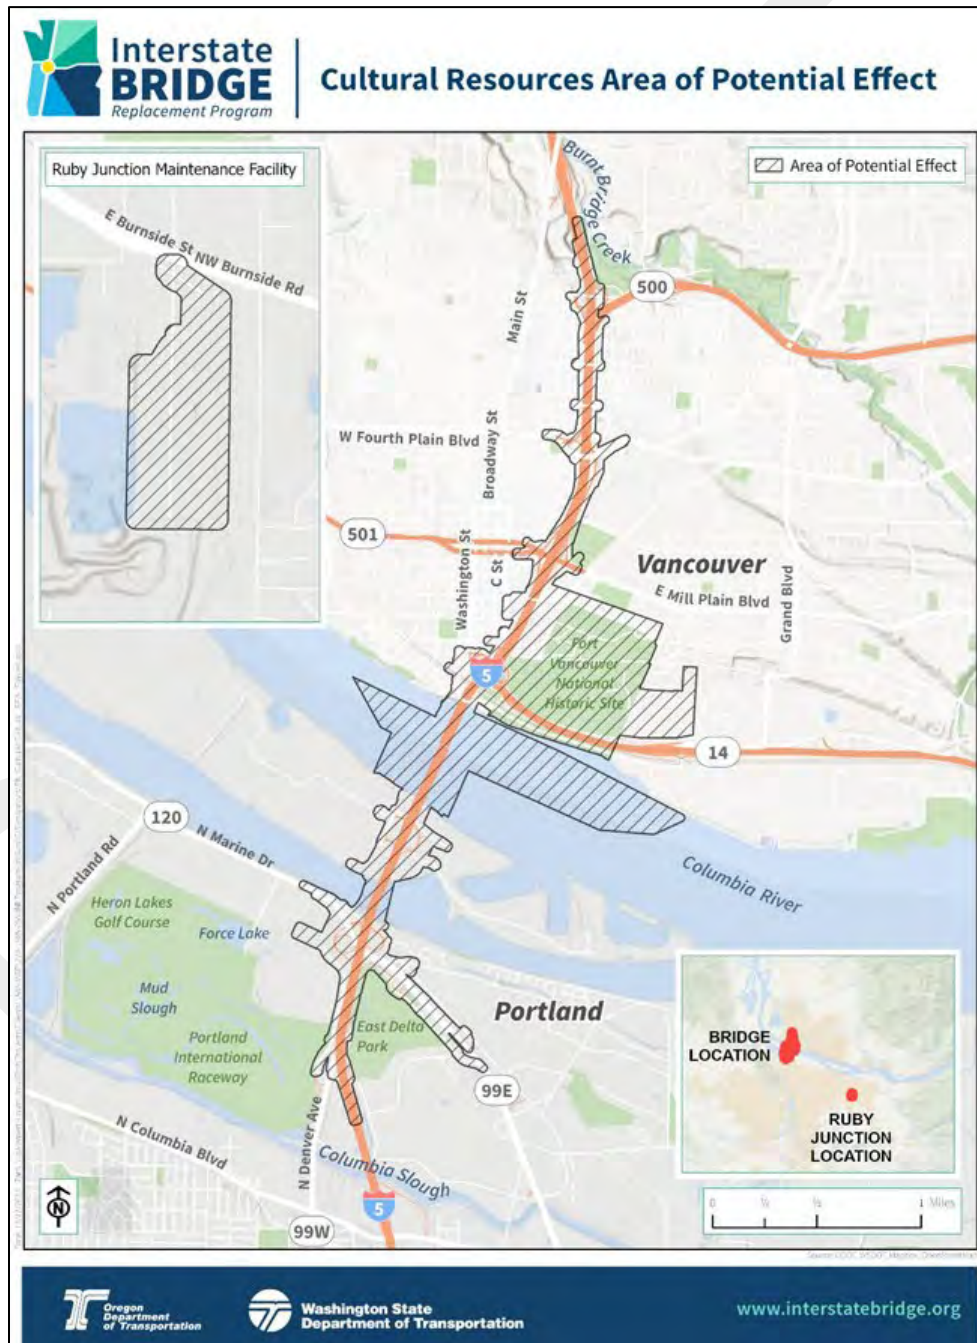 Interstate
BRIDGE
Replacement Program
Cultural Resources Area of Potential Effect
Ruby Junction Maintenance Facility
Area of Potential Effect
E Burnside St
NW Burnside Rd
Burnt Bridge Creek
500
Main St
W Fourth Plain Blvd
Broadway St
501
Washington St
C St
Vancouver
E Mill Plain Blvd
Grand Blvd
Fort
Vancouver
National
Historic Site
5
14
120
N Marine Dr
N Portland Rd
Columbia River
Heron Lakes
Golf Course
Force Lake
Mud
Slough
Portland
International
Raceway
East Delta
Park
Portland
99E
N Denver Ave
N Columbia Blvd
Columbia Slough
5
99W
BRIDGE
LOCATION
RUBY
JUNCTION
LOCATION
N
0 ¼ ½ 1 Miles
Oregon
Department
of Transportation
Washington State
Department of Transportation
www.interstatebridge.org